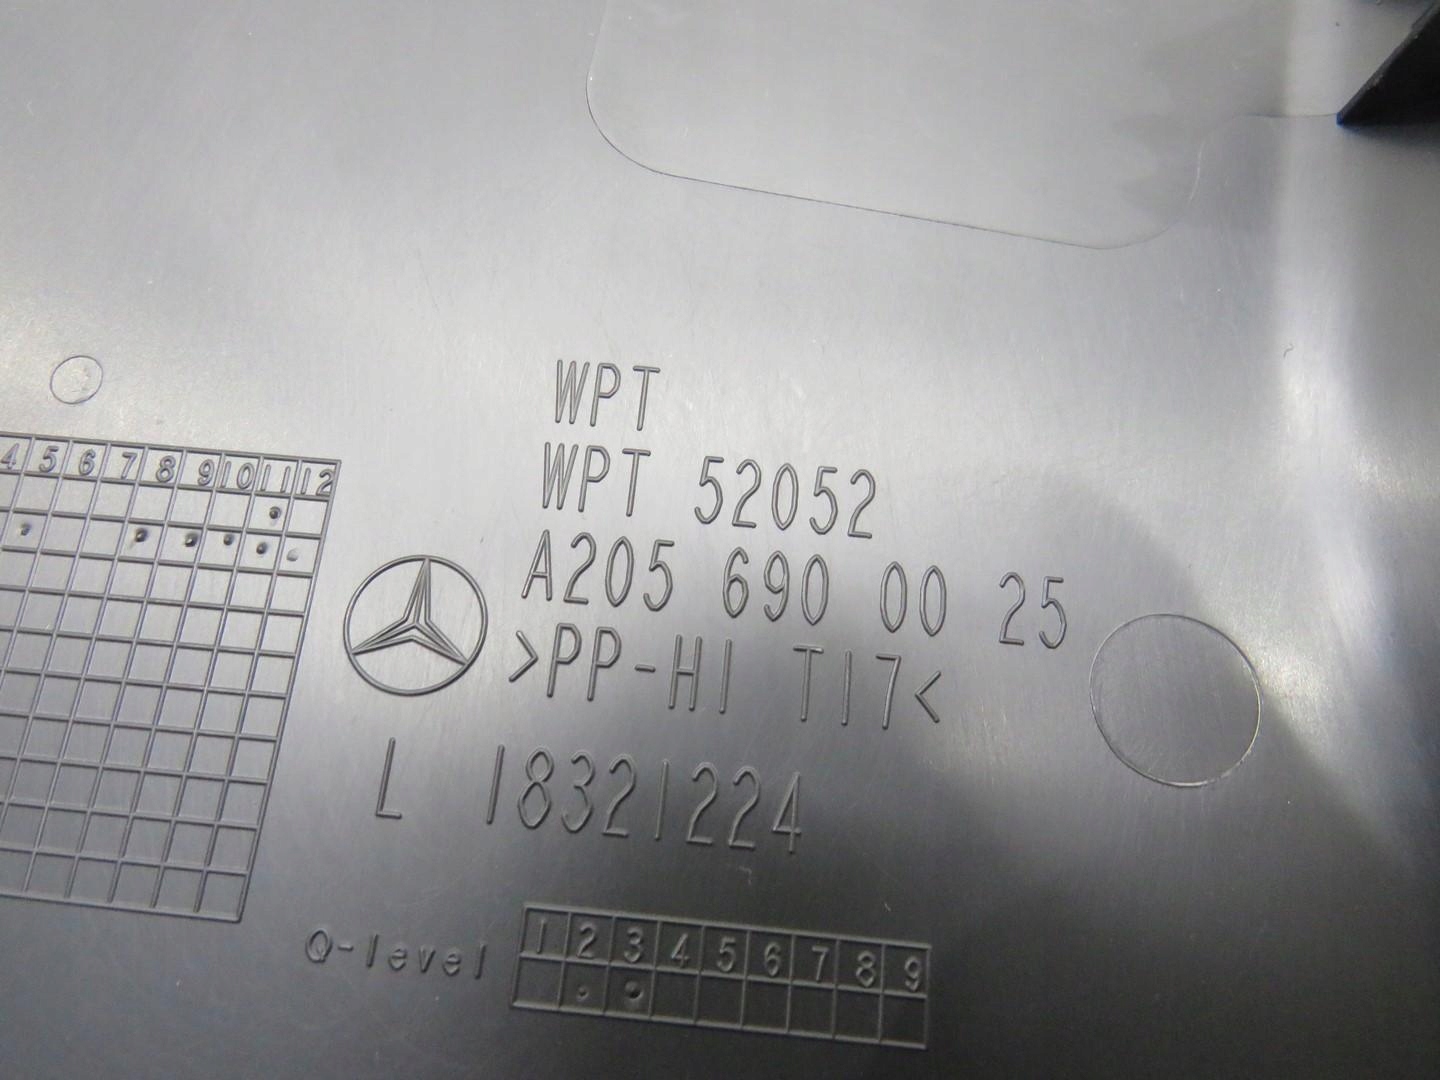 WPT
WPT 52052
A205 690 00 25
>PP-HI T17<
L 18321224
4 5 6 7 8 9 10 11 12
Q-level 1 2 3 4 5 6 7 8 9